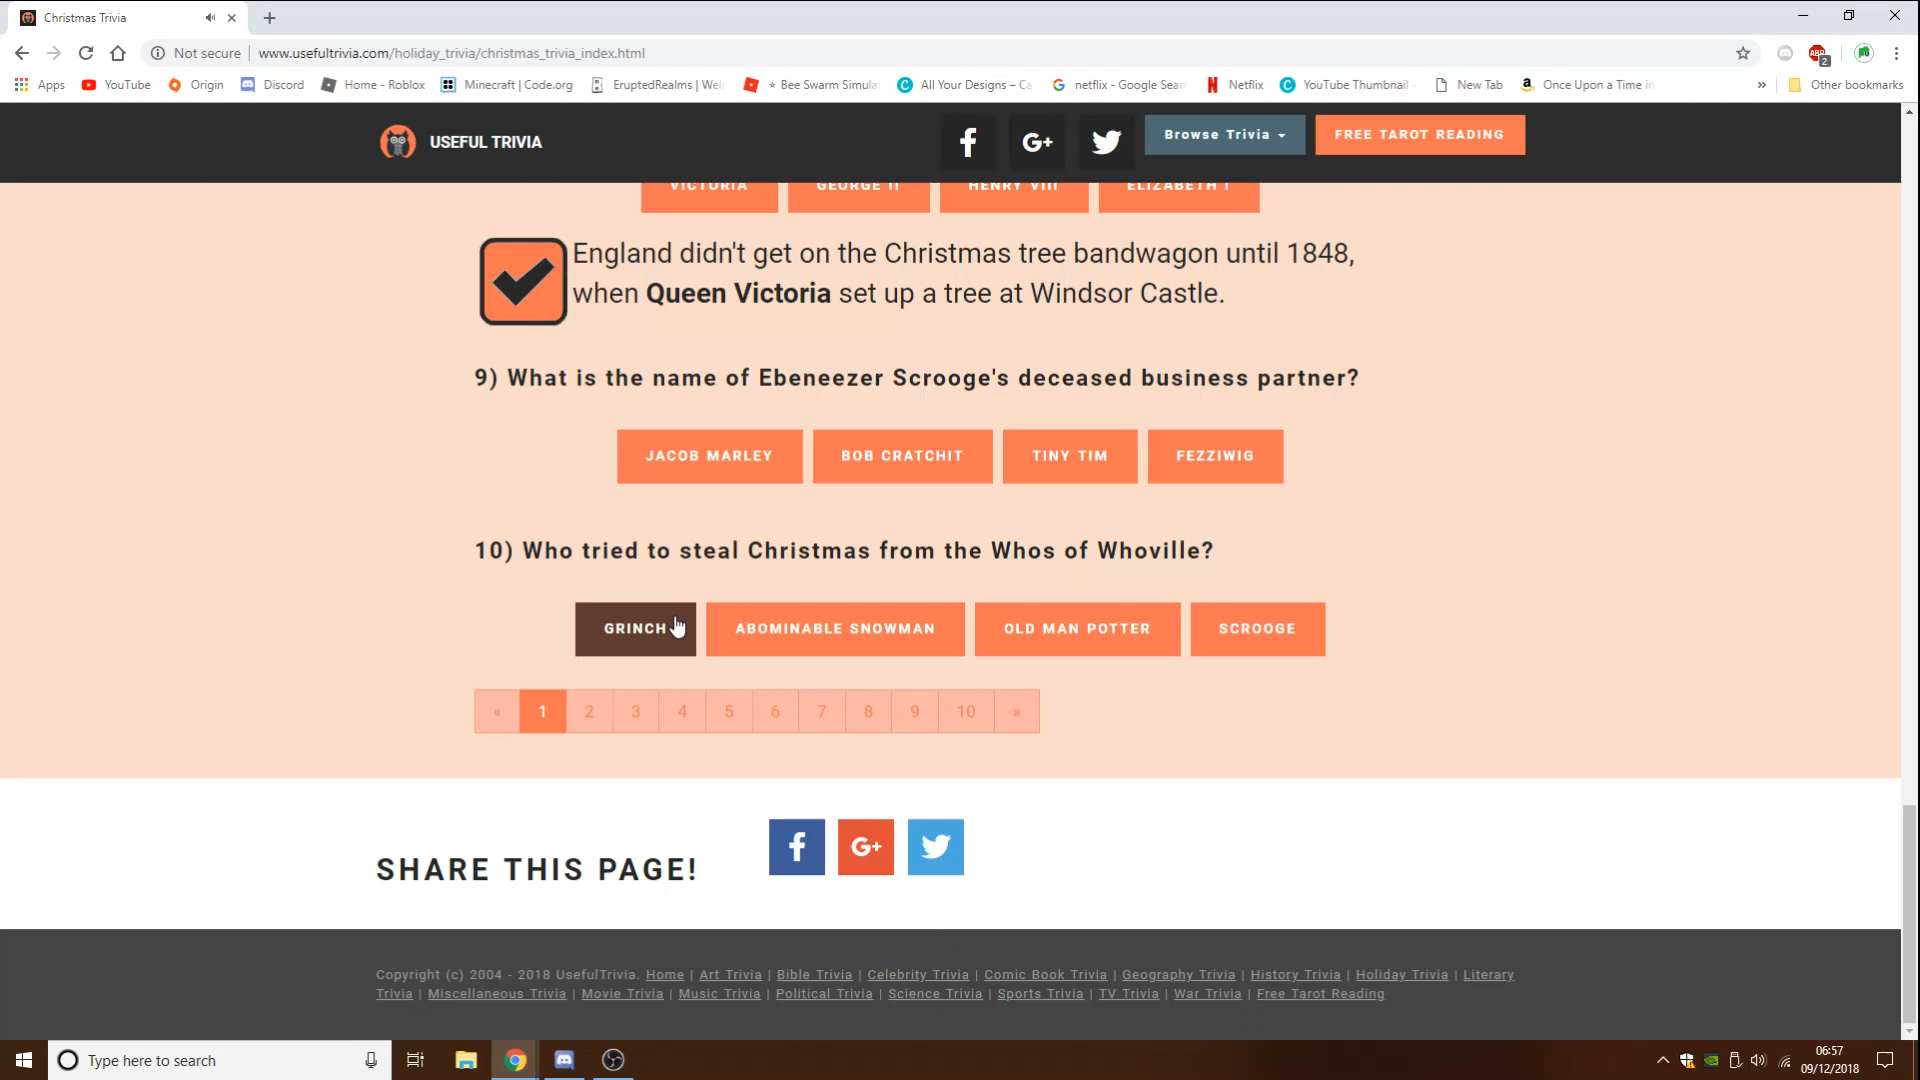 Christmas Trivia
Not secure | www.usefultrivia.com/holiday_trivia/christmas_trivia_index.html
ABP 2
Apps YouTube Origin Discord Home - Roblox Minecraft | Code.org EruptedRealms | Welc * Bee Swarm Simula All Your Designs – Ca netflix - Google Sear Netflix YouTube Thumbnail - New Tab Once Upon a Time in » Other bookmarks
USEFUL TRIVIA G+ Browse Trivia FREE TAROT READING
VICTORIA GEORGE II HENRY VIII ELIZABETH I
England didn't get on the Christmas tree bandwagon until 1848,
when Queen Victoria set up a tree at Windsor Castle.
9) What is the name of Ebeneezer Scrooge's deceased business partner?
JACOB MARLEY BOB CRATCHIT TINY TIM FEZZIWIG
10) Who tried to steal Christmas from the Whos of Whoville?
GRINCH ABOMINABLE SNOWMAN OLD MAN POTTER SCROOGE
« 1 2 3 4 5 6 7 8 9 10 »
SHARE THIS PAGE! G+
Copyright (c) 2004 - 2018 UsefulTrivia. Home | Art Trivia | Bible Trivia | Celebrity Trivia | Comic Book Trivia | Geography Trivia | History Trivia | Holiday Trivia | Literary
Trivia | Miscellaneous Trivia | Movie Trivia | Music Trivia | Political Trivia | Science Trivia | Sports Trivia | TV Trivia | War Trivia | Free Tarot Reading
Type here to search
06:57
09/12/2018